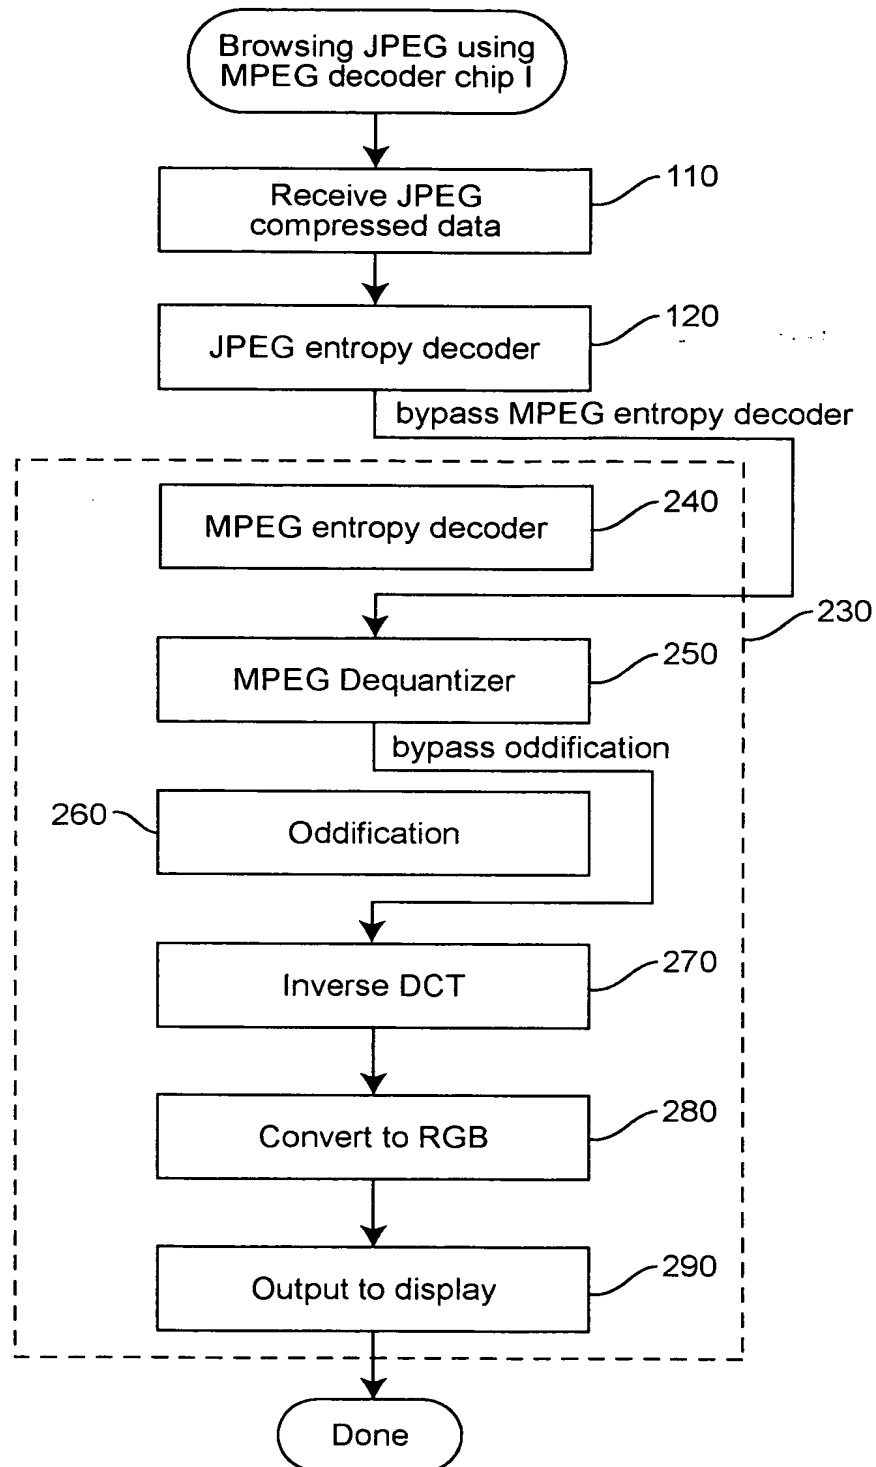 Browsing JPEG using
MPEG decoder chip I
Receive JPEG
compressed data
110
JPEG entropy decoder
120
bypass MPEG entropy decoder
MPEG entropy decoder
240
230
MPEG Dequantizer
250
bypass oddification
260
Oddification
Inverse DCT
270
Convert to RGB
280
Output to display
290
Done